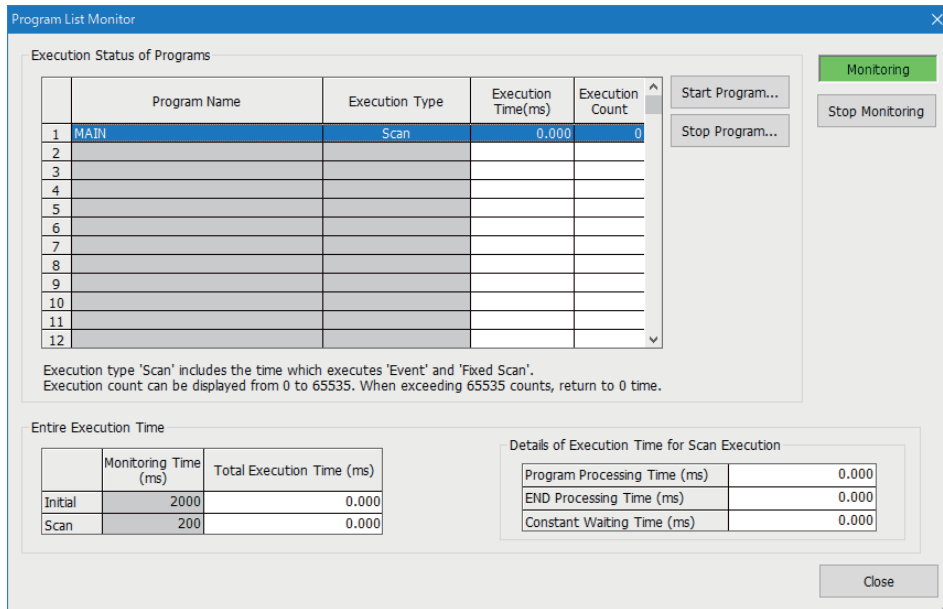 Program List Monitor
Execution Status of Programs
Program Name Execution Type Execution Time(ms) Execution Count
1 MAIN Scan 0.000 0
2
3
4
5
6
7
8
9
10
11
12
Start Program...
Stop Program...
Monitoring
Stop Monitoring
Execution type 'Scan' includes the time which executes 'Event' and 'Fixed Scan'.
Execution count can be displayed from 0 to 65535. When exceeding 65535 counts, return to 0 time.
Entire Execution Time
Monitoring Time (ms) Total Execution Time (ms)
Initial 2000 0.000
Scan 200 0.000
Details of Execution Time for Scan Execution
Program Processing Time (ms) 0.000
END Processing Time (ms) 0.000
Constant Waiting Time (ms) 0.000
Close